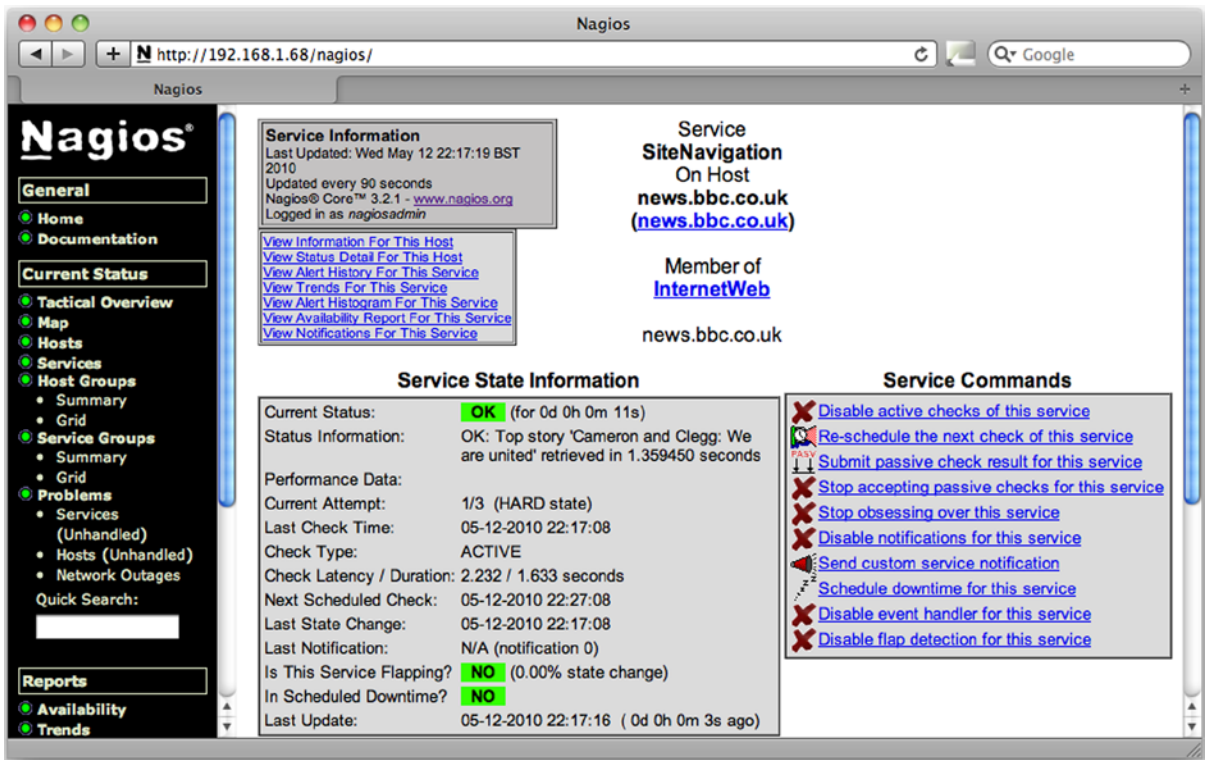 Nagios
http://192.168.1.68/nagios/
Google
Nagios
Nagios®
General
Home
Documentation
Current Status
Tactical Overview
Map
Hosts
Services
Host Groups
Summary
Grid
Service Groups
Summary
Grid
Problems
Services
(Unhandled)
Hosts (Unhandled)
Network Outages
Quick Search:
Reports
Availability
Trends
Service Information
Last Updated: Wed May 12 22:17:19 BST
2010
Updated every 90 seconds
Nagios® Core™ 3.2.1 - www.nagios.org
Logged in as nagiosadmin
View Information For This Host
View Status Detail For This Host
View Alert History For This Service
View Trends For This Service
View Alert Histogram For This Service
View Availability Report For This Service
View Notifications For This Service
Service
SiteNavigation
On Host
news.bbc.co.uk
(news.bbc.co.uk)
Member of
InternetWeb
news.bbc.co.uk
Service State Information
Current Status: OK (for 0d 0h 0m 11s)
Status Information: OK: Top story 'Cameron and Clegg: We
are united' retrieved in 1.359450 seconds
Performance Data:
Current Attempt: 1/3 (HARD state)
Last Check Time: 05-12-2010 22:17:08
Check Type: ACTIVE
Check Latency / Duration: 2.232 / 1.633 seconds
Next Scheduled Check: 05-12-2010 22:27:08
Last State Change: 05-12-2010 22:17:08
Last Notification: N/A (notification 0)
Is This Service Flapping? NO (0.00% state change)
In Scheduled Downtime? NO
Last Update: 05-12-2010 22:17:16 ( 0d 0h 0m 3s ago)
Service Commands
Disable active checks of this service
Re-schedule the next check of this service
PASV
Submit passive check result for this service
Stop accepting passive checks for this service
Stop obsessing over this service
Disable notifications for this service
Send custom service notification
Schedule downtime for this service
Disable event handler for this service
Disable flap detection for this service